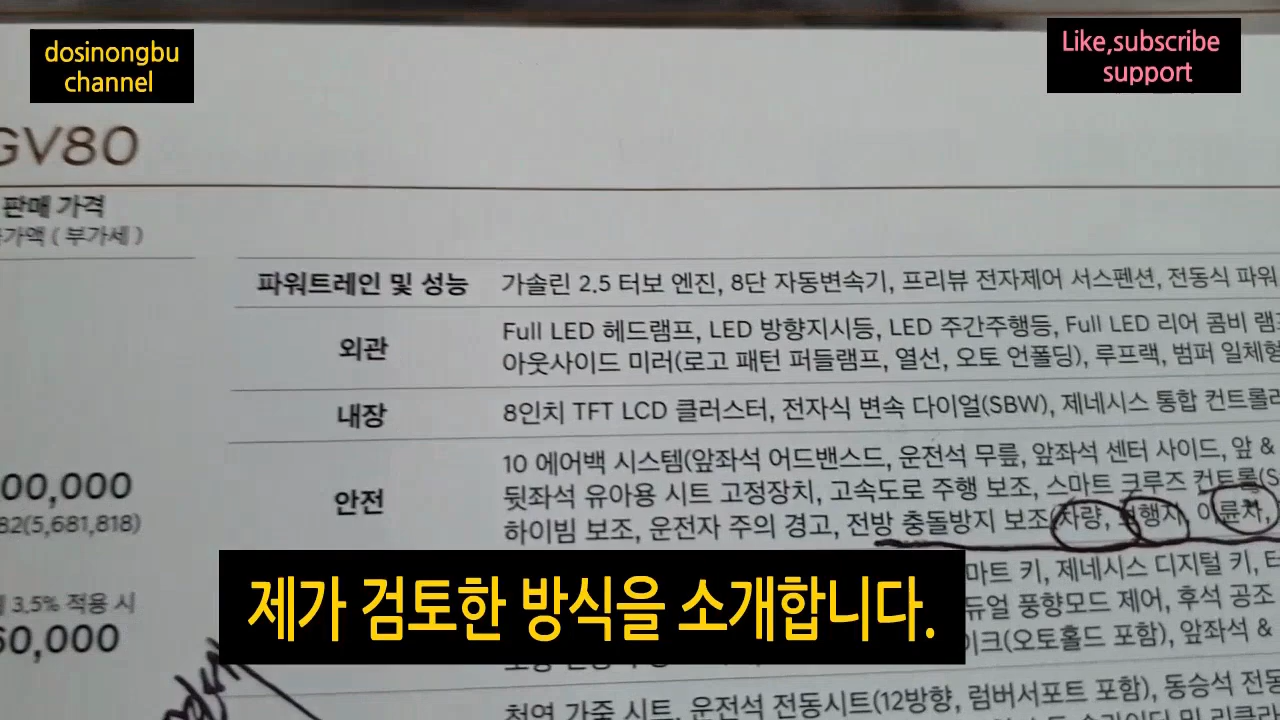 dosinongbu
channel
Like,subscribe
support
GV80
판매 가격
가액 ( 부가세 )
파워트레인 및 성능 가솔린 2.5 터보 엔진, 8단 자동변속기, 프리뷰 전자제어 서스펜션, 전동식 파워
외관 Full LED 헤드램프, LED 방향지시등, LED 주간주행등, Full LED 리어 콤비 램프
아웃사이드 미러(로고 패턴 퍼들램프, 열선, 오토 언폴딩), 루프랙, 범퍼 일체형
내장 8인치 TFT LCD 클러스터, 전자식 변속 다이얼(SBW), 제네시스 통합 컨트롤러
00,000
82(5,681,818)
안전 10 에어백 시스템(앞좌석 어드밴스드, 운전석 무릎, 앞좌석 센터 사이드, 앞 &
뒷좌석 유아용 시트 고정장치, 고속도로 주행 보조, 스마트 크루즈 컨트롤(S
하이빔 보조, 운전자 주의 경고, 전방 충돌방지 보조(차량, 보행자, 이륜차,
3.5% 적용 시
50,000
마트 키, 제네시스 디지털 키, 터
듀얼 풍향모드 제어, 후석 공조
이크(오토홀드 포함), 앞좌석 &
제가 검토한 방식을 소개합니다.
천연 가죽 시트, 운전석 전동시트(12방향, 럼버서포트 포함), 동승석 전동